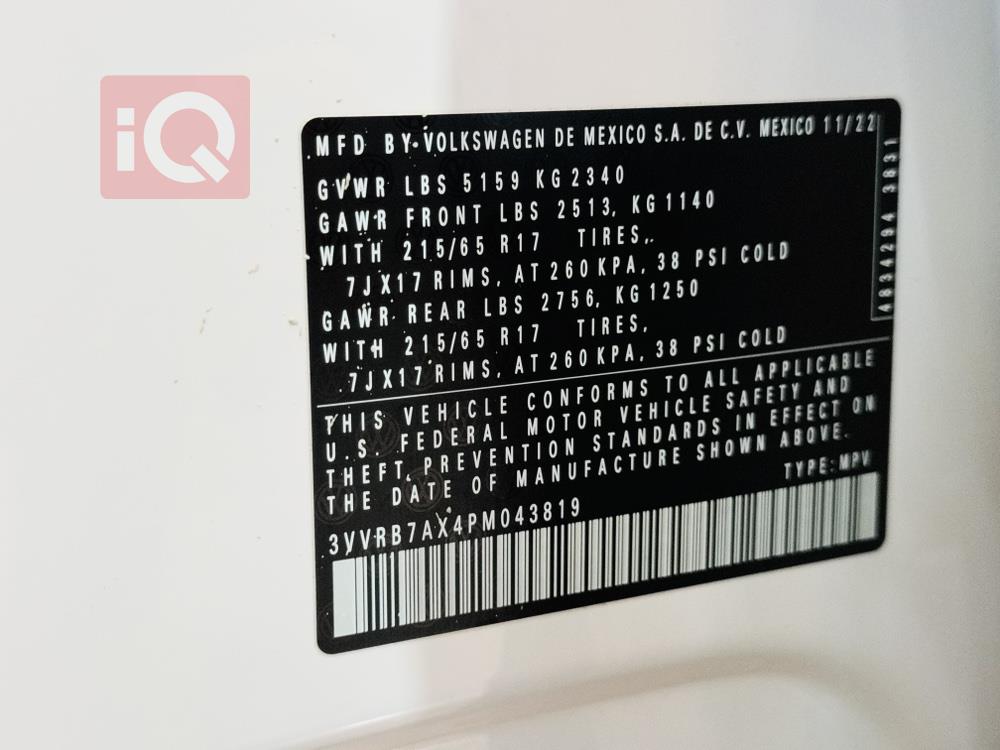 iQ
MFD BY VOLKSWAGEN DE MEXICO S.A. DE C.V. MEXICO 11/22
GVWR LBS 5159 KG 2340
GAWR FRONT LBS 2513, KG 1140
WITH 215/65 R17 TIRES,
7JX17 RIMS, AT 260 KPA, 38 PSI COLD
GAWR REAR LBS 2756, KG 1250
WITH 215/65 R17 TIRES,
7JX17 RIMS, AT 260 KPA, 38 PSI COLD
4834294 3831
THIS VEHICLE CONFORMS TO ALL APPLICABLE
U.S. FEDERAL MOTOR VEHICLE SAFETY AND
THEFT PREVENTION STANDARDS IN EFFECT ON
THE DATE OF MANUFACTURE SHOWN ABOVE.
TYPE: MPV
3VVRB7AX4PM043819